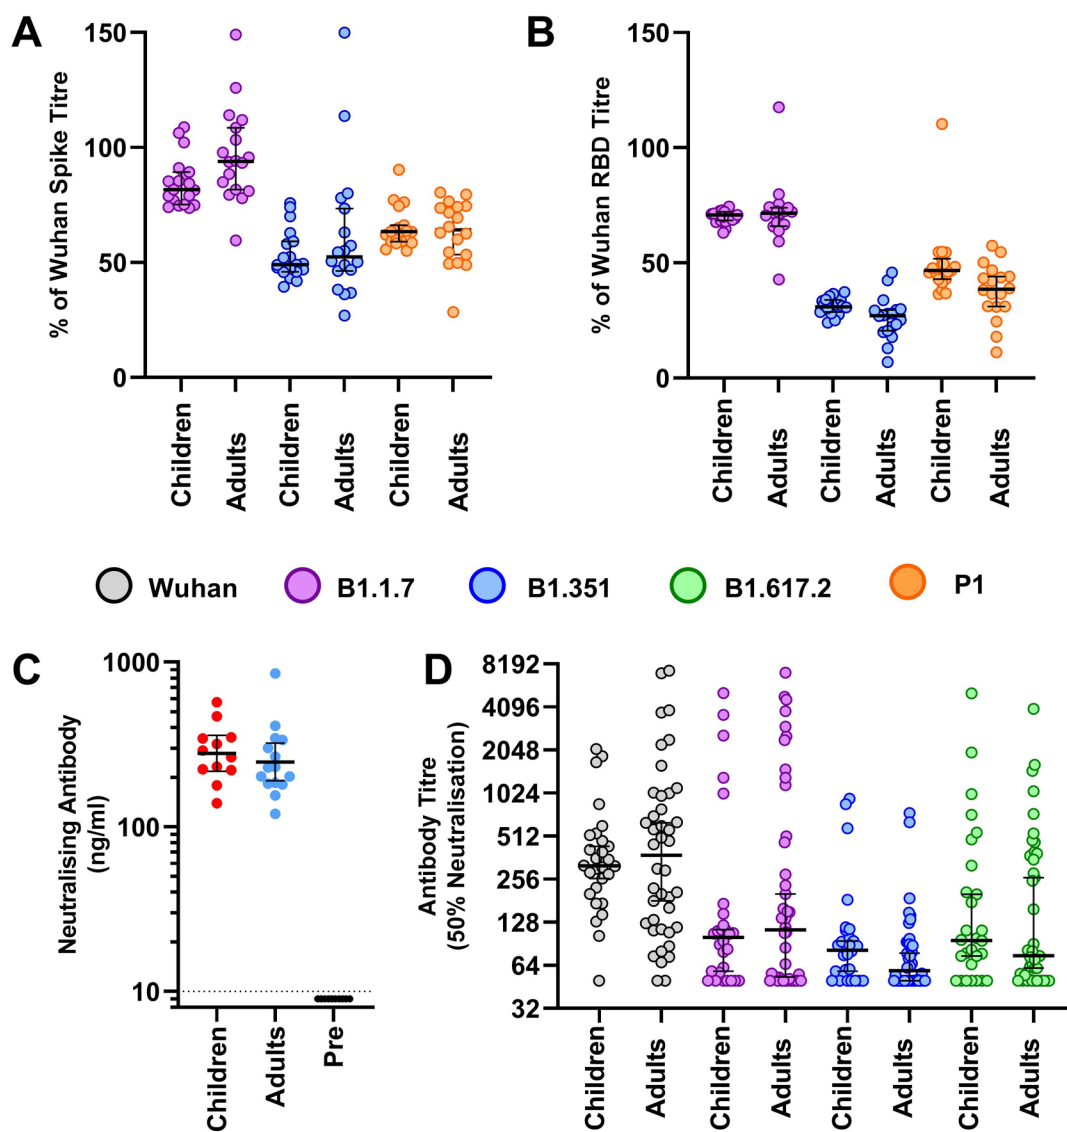 A
% of Wuhan Spike Titre
150
100
50
0
Children
Adults
Children
Adults
Children
Adults
B
% of Wuhan RBD Titre
150
100
50
0
Children
Adults
Children
Adults
Children
Adults
Wuhan
B1.1.7
B1.351
B1.617.2
P1
C
Neutralising Antibody
(ng/ml)
1000
100
10
Children
Adults
Pre
D
Antibody Titre
(50% Neutralisation)
8192
4096
2048
1024
512
256
128
64
32
Children
Adults
Children
Adults
Children
Adults
Children
Adults